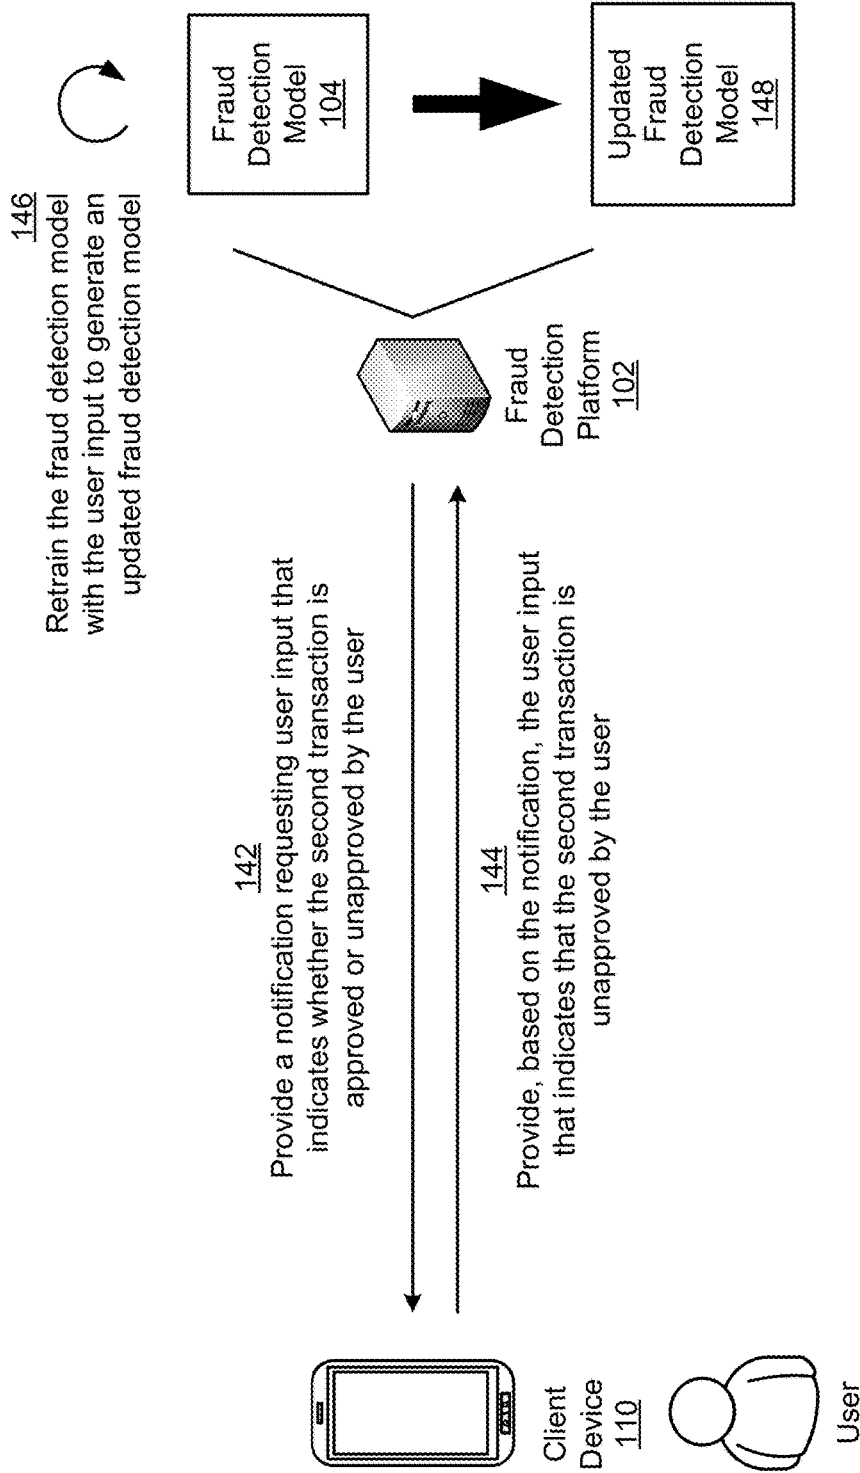 146
Retrain the fraud detection model
with the user input to generate an
updated fraud detection model
Fraud
Detection
Model
104
Updated
Fraud
Detection
Model
148
142
Provide a notification requesting user input that
indicates whether the second transaction is
approved or unapproved by the user
144
Provide, based on the notification, the user input
that indicates that the second transaction is
unapproved by the user
Fraud
Detection
Platform
102
Client
Device
110
User